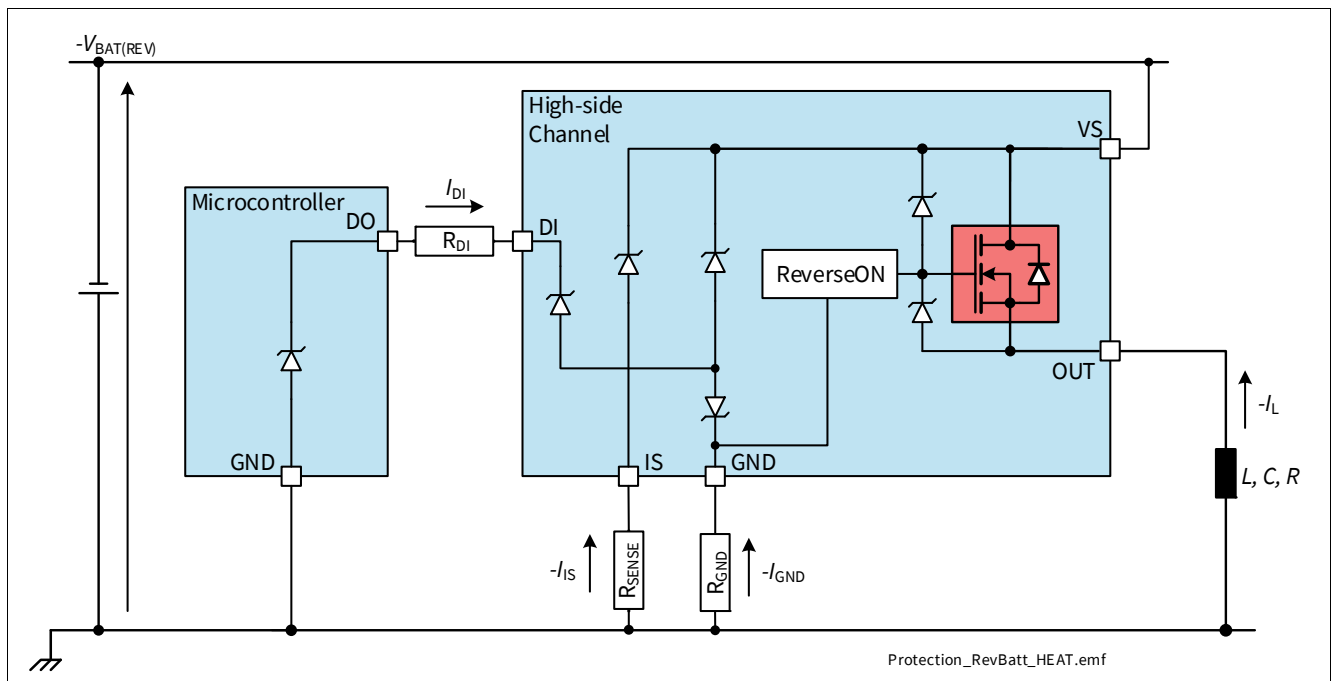 -VBAT(REV)
High-side
Channel
VS
Microcontroller
DO
IDI
RDI
DI
ReverseON
OUT
-IL
GND
IS
GND
L, C, R
-IIS
RSENSE
RGND
-IGND
Protection_RevBatt_HEAT.emf